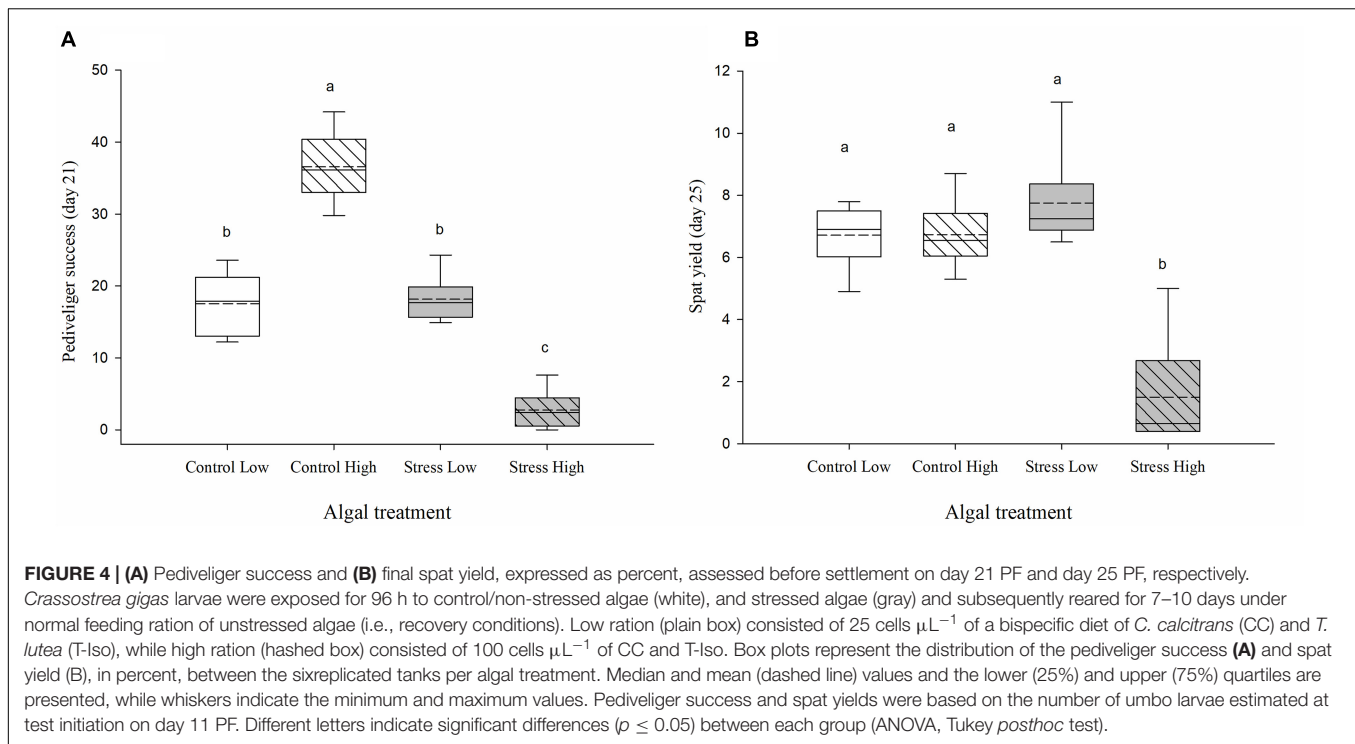 A
B
50
40
30
20
10
0
Pediveliger success (day 21)
a
b
b
c
Control Low
Control High
Stress Low
Stress High
Algal treatment
12
10
8
6
4
2
0
Spat yield (day 25)
a
a
a
b
Control Low
Control High
Stress Low
Stress High
Algal treatment
FIGURE 4 | (A) Pediveliger success and (B) final spat yield, expressed as percent, assessed before settlement on day 21 PF and day 25 PF, respectively.
Crassostrea gigas larvae were exposed for 96 h to control/non-stressed algae (white), and stressed algae (gray) and subsequently reared for 7–10 days under
normal feeding ration of unstressed algae (i.e., recovery conditions). Low ration (plain box) consisted of 25 cells μL⁻¹ of a bispecific diet of C. calcitrans (CC) and T.
lutea (T-Iso), while high ration (hashed box) consisted of 100 cells μL⁻¹ of CC and T-Iso. Box plots represent the distribution of the pediveliger success (A) and spat
yield (B), in percent, between the sixreplicated tanks per algal treatment. Median and mean (dashed line) values and the lower (25%) and upper (75%) quartiles are
presented, while whiskers indicate the minimum and maximum values. Pediveliger success and spat yields were based on the number of umbo larvae estimated at
test initiation on day 11 PF. Different letters indicate significant differences (p ≤ 0.05) between each group (ANOVA, Tukey posthoc test).